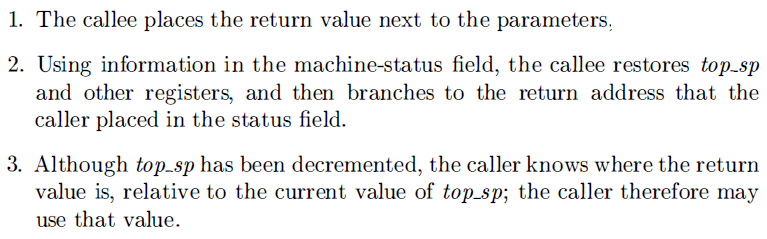 1. The callee places the return value next to the parameters.
2. Using information in the machine-status field, the callee restores top_sp
and other registers, and then branches to the return address that the
caller placed in the status field.
3. Although top_sp has been decremented, the caller knows where the return
value is, relative to the current value of top_sp; the caller therefore may
use that value.